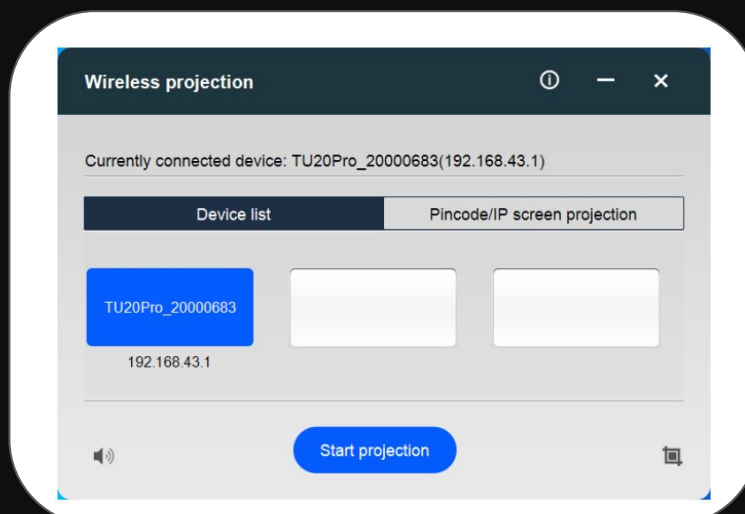 Wireless projection
Currently connected device: TU20Pro_20000683(192.168.43.1)
Device list
Pincode/IP screen projection
TU20Pro_20000683
192.168.43.1
Start projection